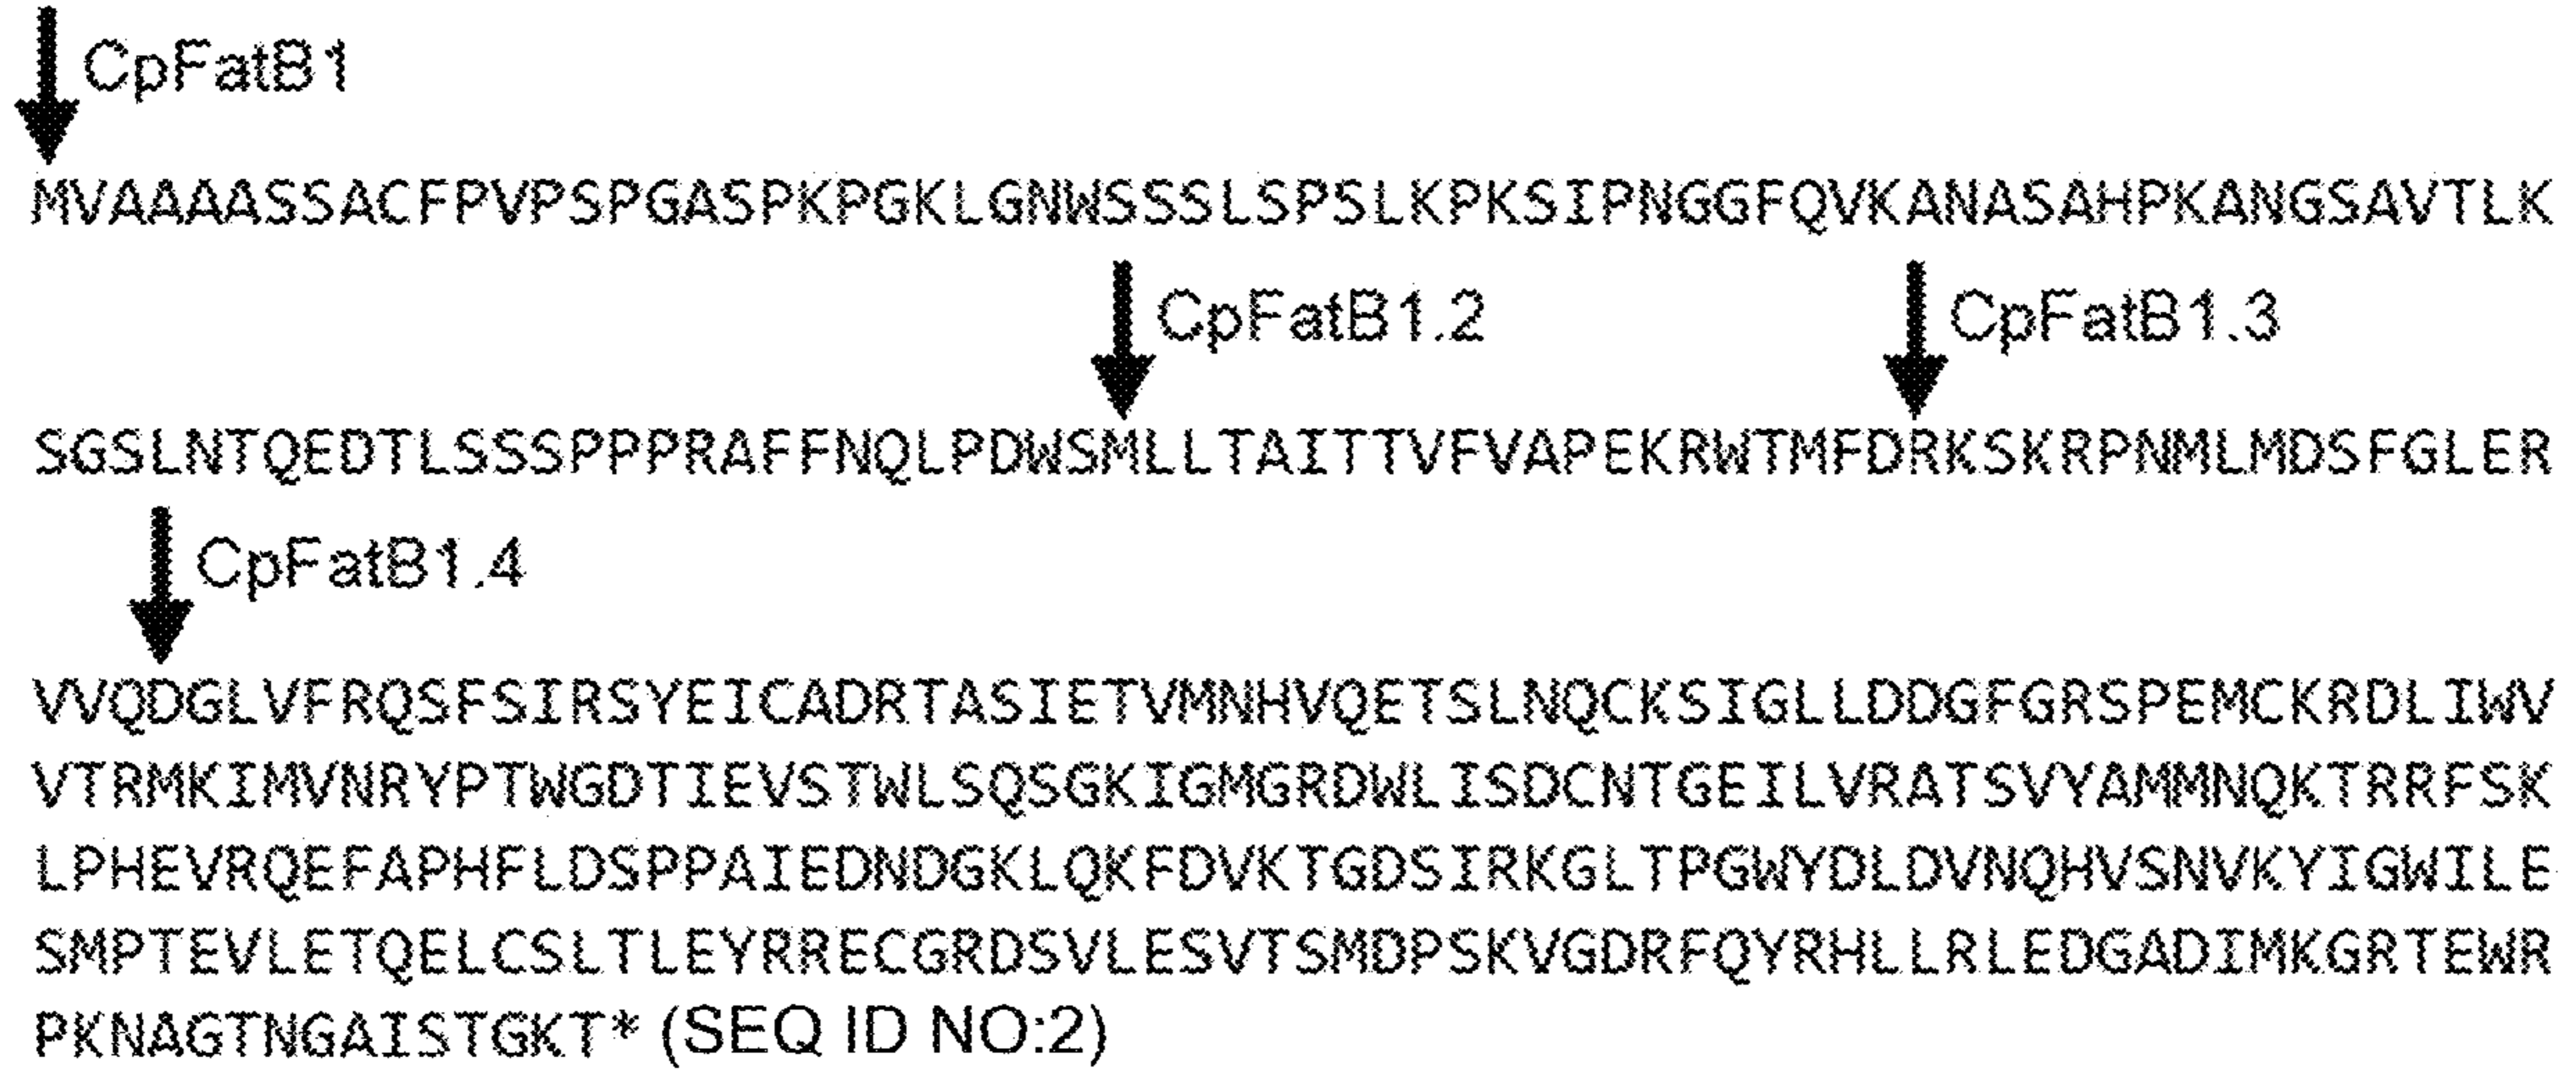 CpFatB1
MVAAAASSACFPVPSPGASPKPGKLGNWSSSLSPSLKPKSIPNGGFQVKANASAHPKANGSAVTLK
CpFatB1.2 CpFatB1.3
SGSLNTQEDTLSSSPPPRAFFNQLPDWSMLLTAITTVFVAPEKRWTMFDRKSKRPNMLMDSFGLER
CpFatB1.4
VVQDGLVFRQSFSIRSYEICADRTASIETVMNHVQETSLNQCKSIGLLDDGFGRSPEMCKRDLIWV
VTRMKIMVNRYPTWGDTIEVSTWLSQSGKIGMGRDWLISDCNTGEILVRATSVYAMMNQKTRRFSK
LPHEVRQEFAPHFLDSPPAIEDNDGKLQKFDVKTGDSIRKGLTPGWYDLDVNQHVSNVKYIGWILE
SMPTEVLETQELCSLTLEYRRECGRDSVLESVTSMDPSKVGDRFQYRHLLRLEDGADIMKGRTEWR
PKNAGTNGAISTGKT* (SEQ ID NO:2)